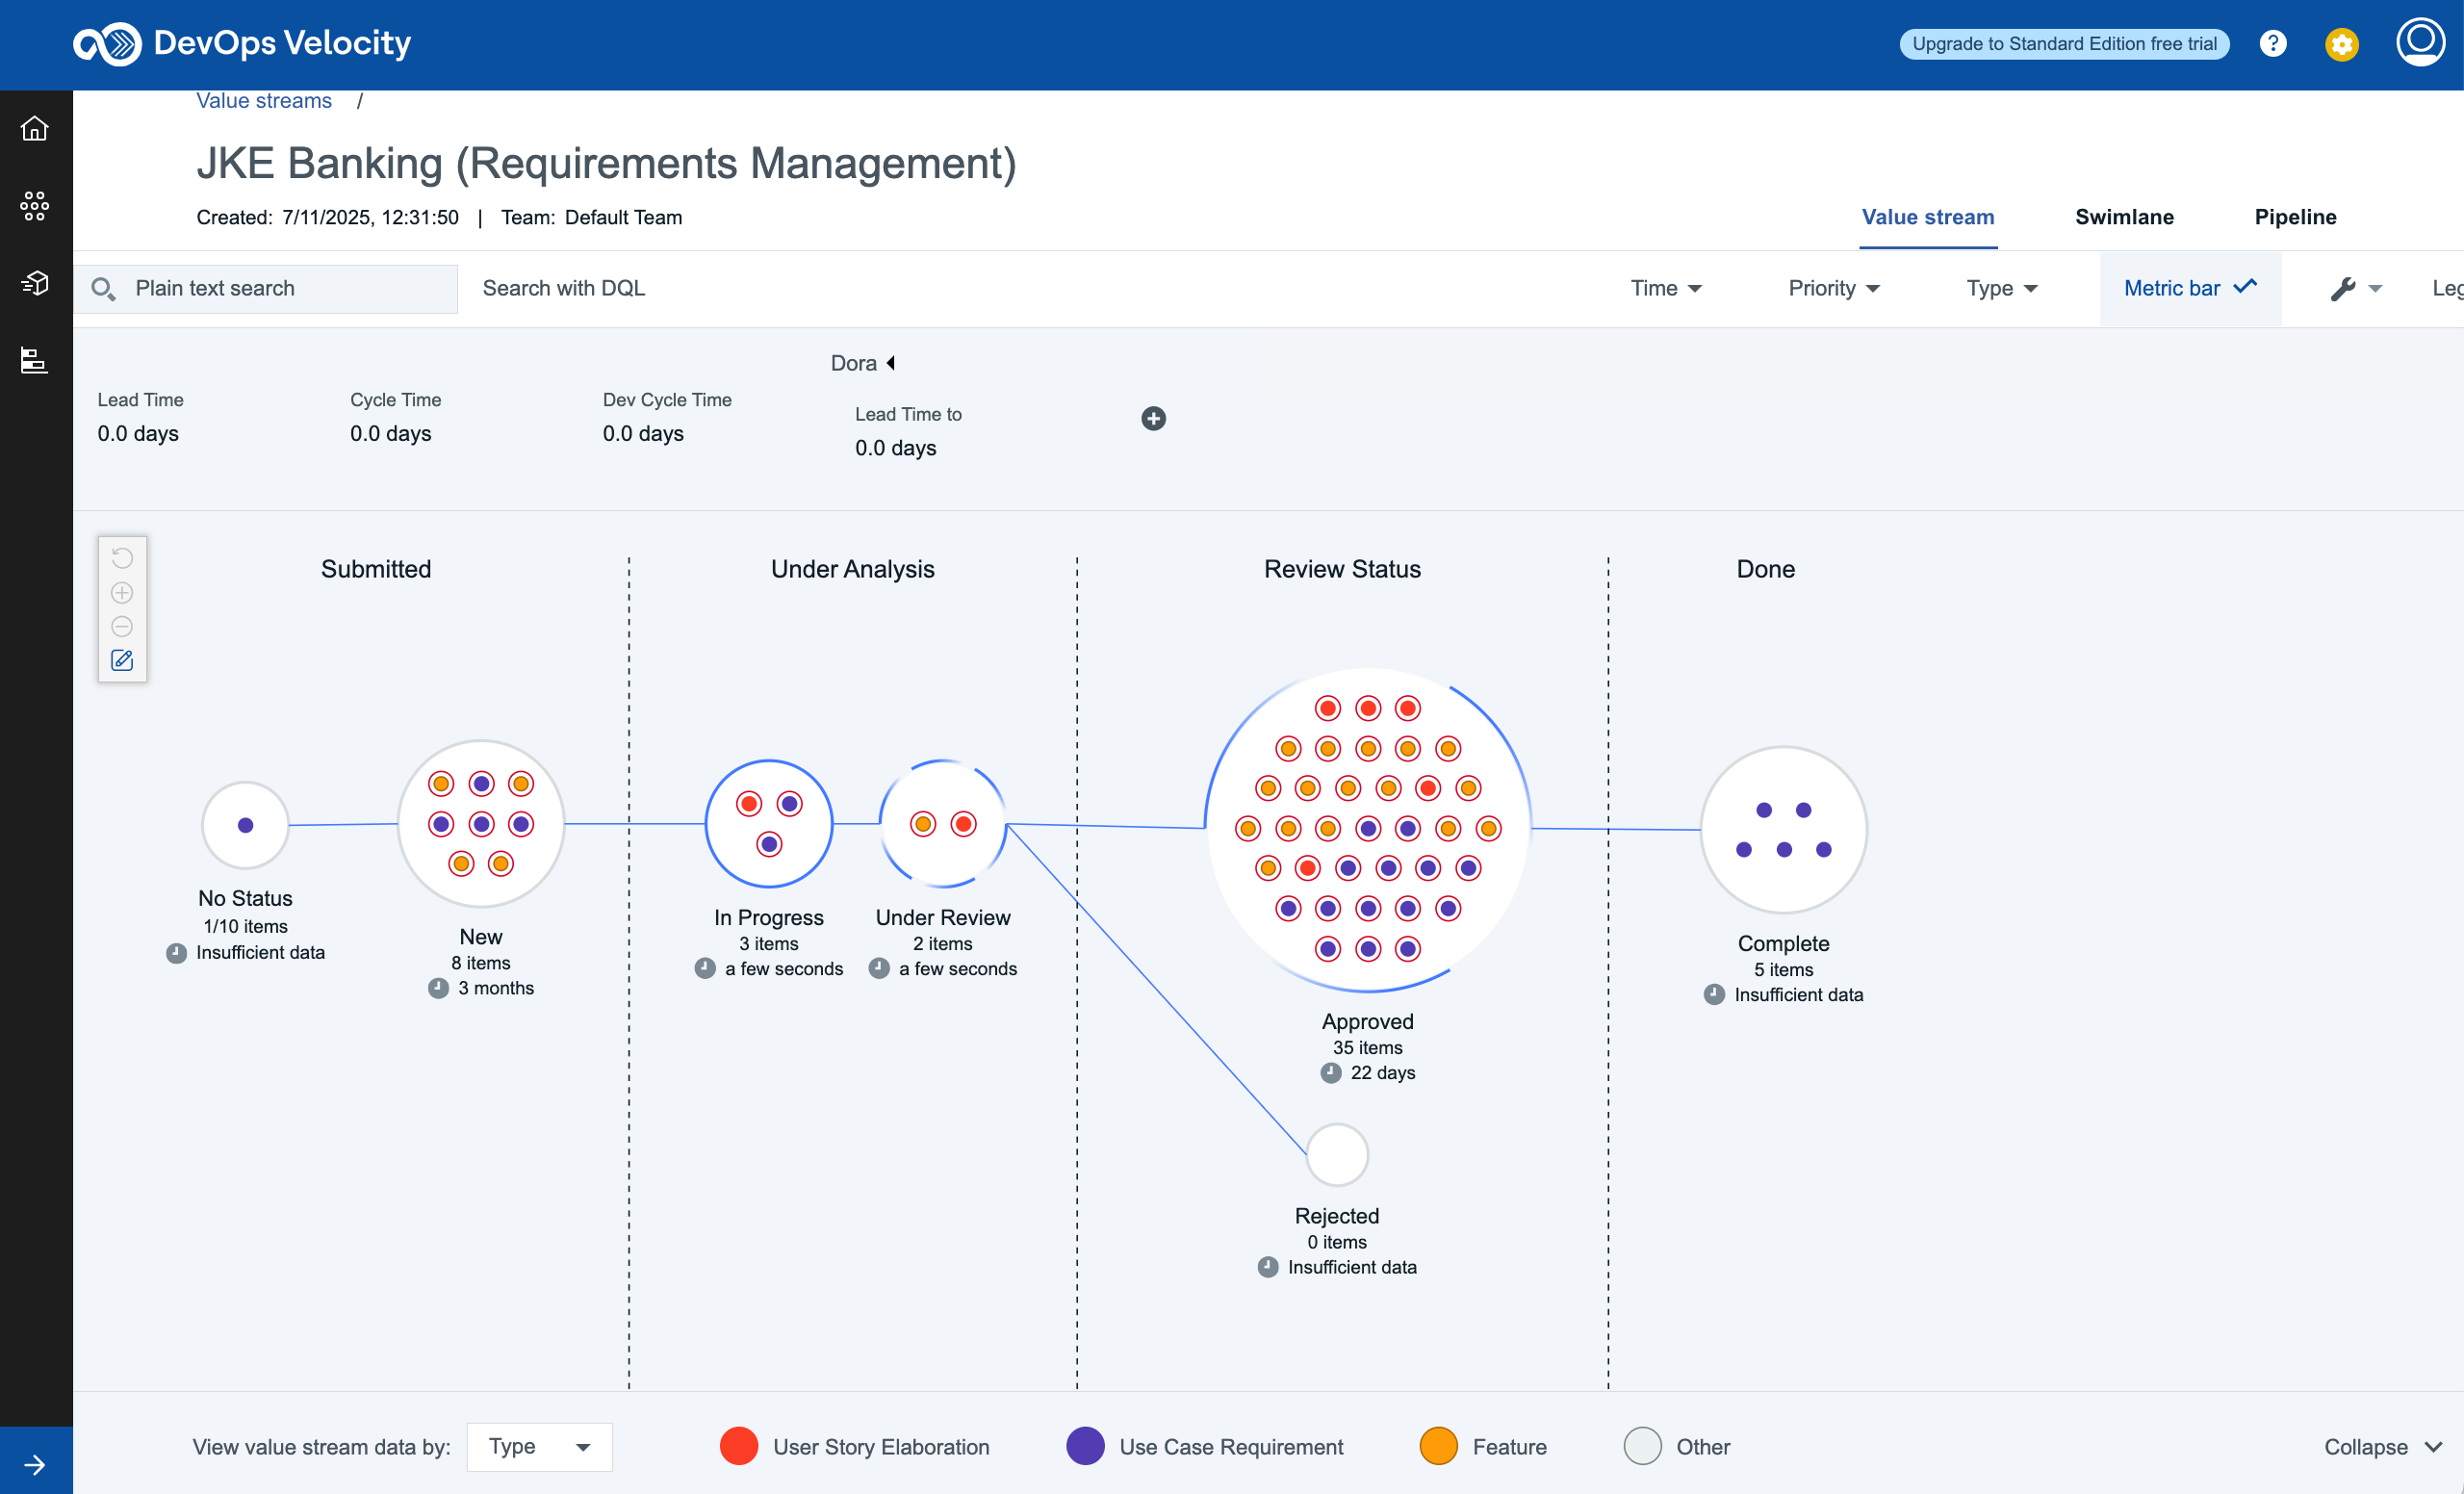 DevOps Velocity
Upgrade to Standard Edition free trial
Value streams /
JKE Banking (Requirements Management)
Created: 7/11/2025, 12:31:50 | Team: Default Team
Value stream
Swimlane
Pipeline
Plain text search
Search with DQL
Time
Priority
Type
Metric bar
Leg
Dora
Lead Time
0.0 days
Cycle Time
0.0 days
Dev Cycle Time
0.0 days
Lead Time to
0.0 days
Submitted
Under Analysis
Review Status
Done
No Status
1/10 items
Insufficient data
New
8 items
3 months
In Progress
3 items
a few seconds
Under Review
2 items
a few seconds
Approved
35 items
22 days
Rejected
0 items
Insufficient data
Complete
5 items
Insufficient data
View value stream data by:
Type
User Story Elaboration
Use Case Requirement
Feature
Other
Collapse